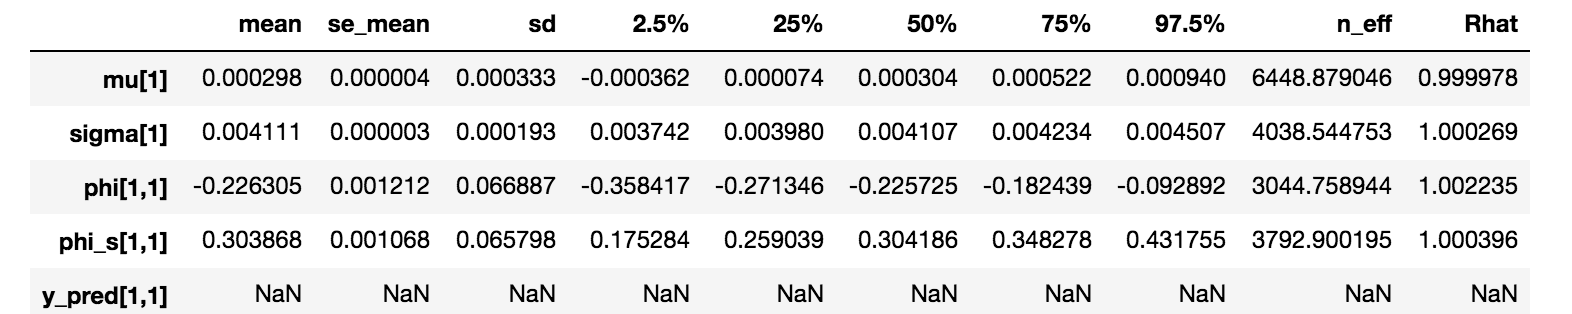 mean se_mean sd 2.5% 25% 50% 75% 97.5% n_eff Rhat
mu[1] 0.000298 0.000004 0.000333 -0.000362 0.000074 0.000304 0.000522 0.000940 6448.879046 0.999978
sigma[1] 0.004111 0.000003 0.000193 0.003742 0.003980 0.004107 0.004234 0.004507 4038.544753 1.000269
phi[1,1] -0.226305 0.001212 0.066887 -0.358417 -0.271346 -0.225725 -0.182439 -0.092892 3044.758944 1.002235
phi_s[1,1] 0.303868 0.001068 0.065798 0.175284 0.259039 0.304186 0.348278 0.431755 3792.900195 1.000396
y_pred[1,1] NaN NaN NaN NaN NaN NaN NaN NaN NaN NaN